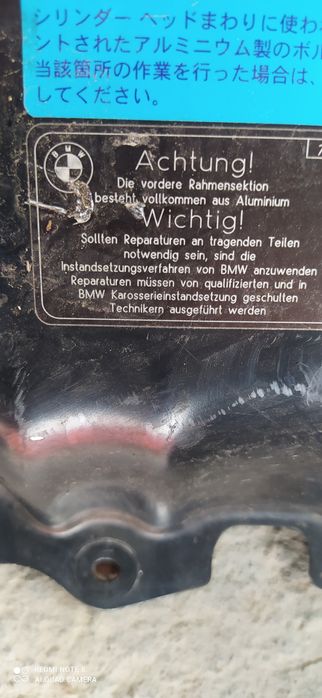 シリンダー ヘッドまわりに使わ
ントされたアルミニウム製のボル
当該箇所の作業を行った場合は、
してください。
BMW
Achtung!
Die vordere Rahmensektion
besteht vollkommen aus Aluminium
Wichtig!
Sollten Reparaturen an tragenden Teilen
notwendig sein, sind die
Instandsetzungsverfahren von BMW anzuwenden
Reparaturen müssen von qualifizierten und in
BMW Karosserieinstandsetzung geschulten
Technikern ausgeführt werden
REDMI NOTE 8
AI QUAD CAMERA